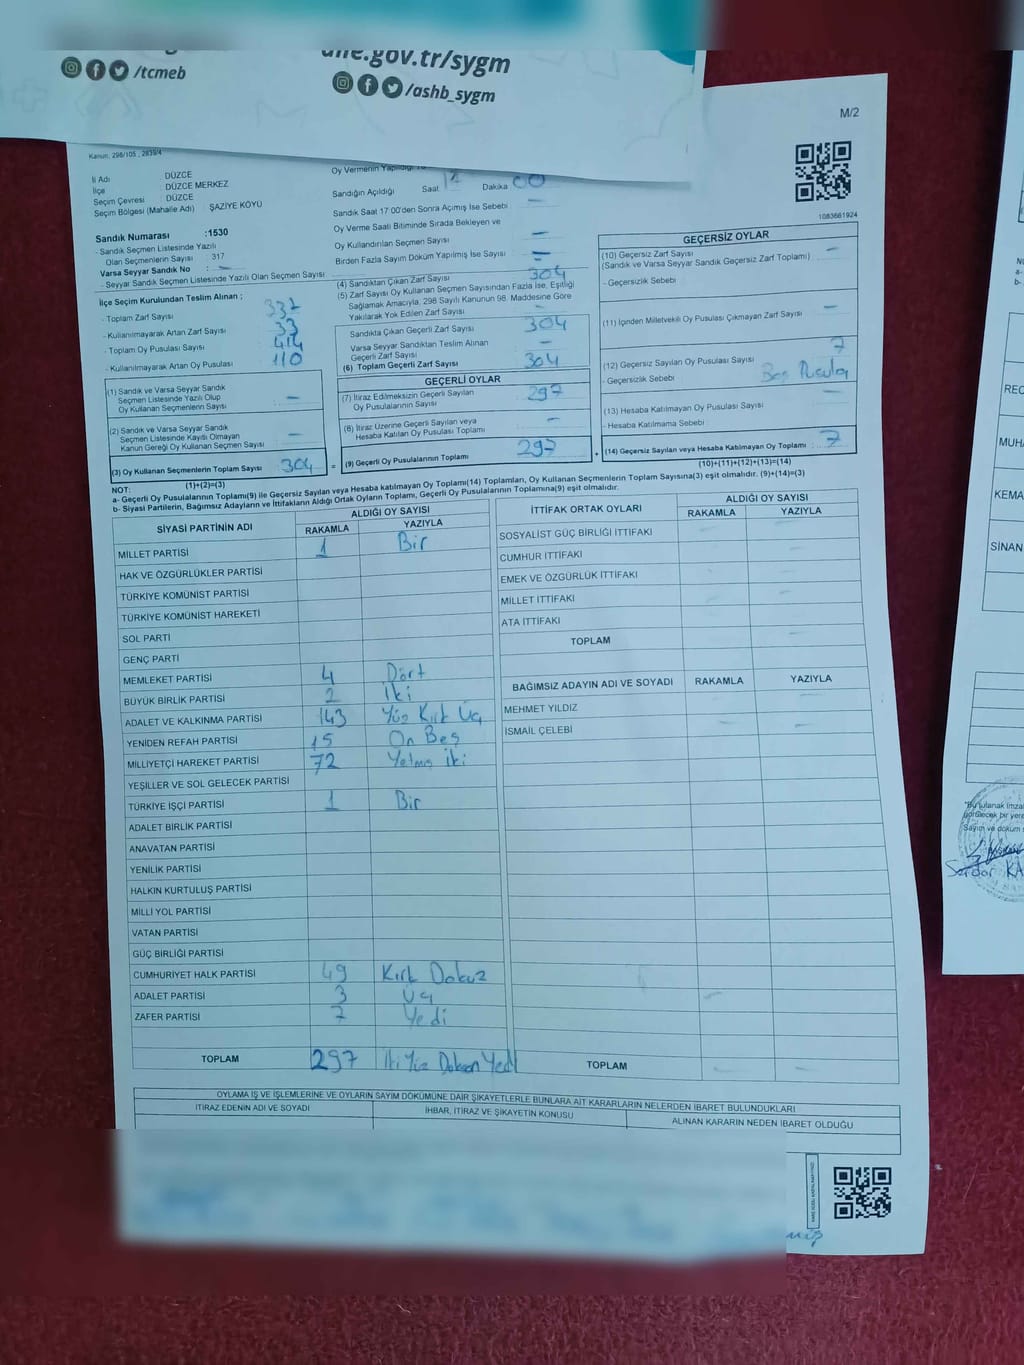 /tcmeb
aile.gov.tr/sygm
/ashb_sygm
M/2
Kanun: 298/105 , 2839/4
İl Adı DÜZCE
İlçe : DÜZCE MERKEZ
Seçim Çevresi : DÜZCE
Seçim Bölgesi (Mahalle Adı) ŞAZİYE KÖYÜ
Sandık Numarası :1530
- Sandık Seçmen Listesinde Yazılı
Olan Seçmenlerin Sayısı : 317
Varsa Seyyar Sandık No : -
- Seyyar Sandık Seçmen Listesinde Yazılı Olan Seçmen Sayısı
İlçe Seçim Kurulundan Teslim Alınan ;
- Toplam Zarf Sayısı 337
- Kullanılmayarak Artan Zarf Sayısı 33
- Toplam Oy Pusulası Sayısı 414
- Kullanılmayarak Artan Oy Pusulası 110
(1) Sandık ve Varsa Seyyar Sandık
Seçmen Listesinde Yazılı Olup
Oy Kullanan Seçmenlerin Sayısı -
(2) Sandık ve Varsa Seyyar Sandık
Seçmen Listesinde Kaydı Olmayan
Kanun Gereği Oy Kullanan Seçmen Sayısı -
(3) Oy Kullanan Seçmenlerin Toplam Sayısı 304 =
(1)+(2)=(3)
Oy Vermenin Yapıldığı
Sandığın Açıldığı Saat Dakika 00
Sandık Saat 17:00'den Sonra Açımış İse Sebebi -
Oy Verme Saati Bitiminde Sırada Bekleyen ve
Oy Kullandırılan Seçmen Sayısı -
Birden Fazla Sayım Döküm Yapılmış İse Sayısı -
(4) Sandıktan Çıkan Zarf Sayısı 304
(5) Zarf Sayısı Oy Kullanan Seçmen Sayısından Fazla İse, Eşitliği
Sağlamak Amacıyla, 298 Sayılı Kanunun 98. Maddesine Göre
Yakılarak Yok Edilen Zarf Sayısı -
Sandıkta Çıkan Geçerli Zarf Sayısı 304
Varsa Seyyar Sandıktan Teslim Alınan
Geçerli Zarf Sayısı -
(6) Toplam Geçerli Zarf Sayısı 304
GEÇERLİ OYLAR
(7) İtiraz Edilmeksizin Geçerli Sayılan
Oy Pusulalarının Sayısı 297
(8) İtiraz Üzerine Geçerli Sayılan veya
Hesaba Katılan Oy Pusulası Toplamı -
(9) Geçerli Oy Pusulalarının Toplamı 297 +
1083661924
GEÇERSİZ OYLAR
(10) Geçersiz Zarf Sayısı
(Sandık ve Varsa Seyyar Sandık Geçersiz Zarf Toplamı) -
- Geçersizlik Sebebi
(11) İçinden Milletvekili Oy Pusulası Çıkmayan Zarf Sayısı -
(12) Geçersiz Sayılan Oy Pusulası Sayısı 7
- Geçersizlik Sebebi Boş Pusula
(13) Hesaba Katılmayan Oy Pusulası Sayısı -
- Hesaba Katılmama Sebebi
(14) Geçersiz Sayılan veya Hesaba Katılmayan Oy Toplamı : 7
(10)+(11)+(12)+(13)=(14)
NOT:
a- Geçerli Oy Pusulalarının Toplamı(9) ile Geçersiz Sayılan veya Hesaba katılmayan Oy Toplamı(14) Toplamları, Oy Kullanan Seçmenlerin Toplam Sayısına(3) eşit olmalıdır. (9)+(14)=(3)
b- Siyasi Partilerin, Bağımsız Adayların ve İttifakların Aldığı Ortak Oyların Toplamı, Geçerli Oy Pusulalarının Toplamına(9) eşit olmalıdır.
SİYASİ PARTİNİN ADI ALDIĞI OY SAYISI
RAKAMLA YAZIYLA
MİLLET PARTİSİ 1 Bir
HAK VE ÖZGÜRLÜKLER PARTİSİ
TÜRKİYE KOMÜNİST PARTİSİ
TÜRKİYE KOMÜNİST HAREKETİ
SOL PARTİ
GENÇ PARTİ
MEMLEKET PARTİSİ 4 Dört
BÜYÜK BİRLİK PARTİSİ 2 İki
ADALET VE KALKINMA PARTİSİ 143 Yüz Kırk Üç
YENİDEN REFAH PARTİSİ 15 On Beş
MİLLİYETÇİ HAREKET PARTİSİ 72 Yetmiş İki
YEŞİLLER VE SOL GELECEK PARTİSİ
TÜRKİYE İŞÇİ PARTİSİ 1 Bir
ADALET BİRLİK PARTİSİ
ANAVATAN PARTİSİ
YENİLİK PARTİSİ
HALKIN KURTULUŞ PARTİSİ
MİLLİ YOL PARTİSİ
VATAN PARTİSİ
GÜÇ BİRLİĞİ PARTİSİ
CUMHURİYET HALK PARTİSİ 49 Kırk Dokuz
ADALET PARTİSİ 3 Üç
ZAFER PARTİSİ 7 Yedi
TOPLAM 297 İki Yüz Doksan Yedi
İTTİFAK ORTAK OYLARI ALDIĞI OY SAYISI
RAKAMLA YAZIYLA
SOSYALİST GÜÇ BİRLİĞİ İTTİFAKI - -
CUMHUR İTTİFAKI - -
EMEK VE ÖZGÜRLÜK İTTİFAKI - -
MİLLET İTTİFAKI - -
ATA İTTİFAKI - -
TOPLAM -
BAĞIMSIZ ADAYIN ADI VE SOYADI RAKAMLA YAZIYLA
MEHMET YILDIZ - -
İSMAİL ÇELEBİ - -
TOPLAM - -
OYLAMA İŞ VE İŞLEMLERİNE VE OYLARIN SAYIM DÖKÜMÜNE DAİR ŞİKAYETLERLE BUNLARA AİT KARARLARIN NELERDEN İBARET BULUNDUKLARI
İTİRAZ EDENİN ADI VE SOYADI İHBAR, İTİRAZ VE ŞİKAYETİN KONUSU ALINAN KARARIN NEDEN İBARET OLDUĞU
NO
a-
b-
REC
MUH
KEMA
SİNAN
Serdar KA